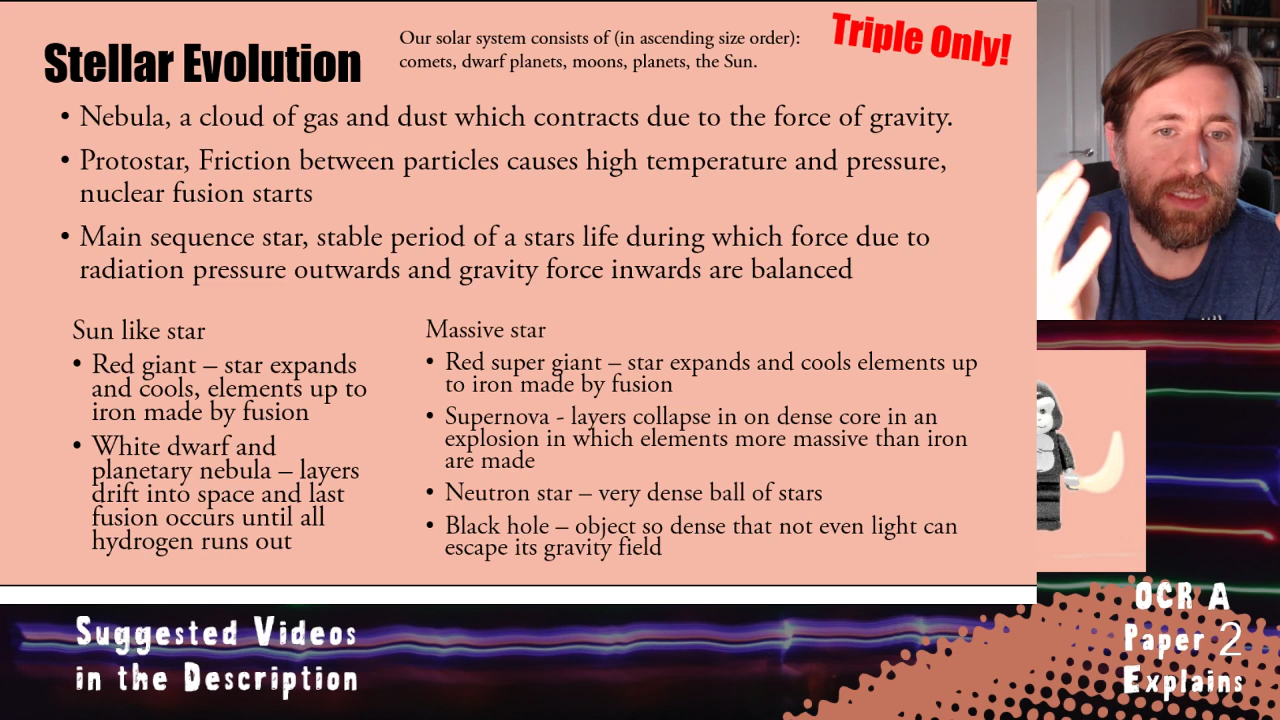 Stellar Evolution
Our solar system consists of (in ascending size order):
comets, dwarf planets, moons, planets, the Sun.
Triple Only!
• Nebula, a cloud of gas and dust which contracts due to the force of gravity.
• Protostar, Friction between particles causes high temperature and pressure,
nuclear fusion starts
• Main sequence star, stable period of a stars life during which force due to
radiation pressure outwards and gravity force inwards are balanced
Sun like star
• Red giant – star expands
and cools, elements up to
iron made by fusion
• White dwarf and
planetary nebula – layers
drift into space and last
fusion occurs until all
hydrogen runs out
Massive star
• Red super giant – star expands and cools elements up
to iron made by fusion
• Supernova - layers collapse in on dense core in an
explosion in which elements more massive than iron
are made
• Neutron star – very dense ball of stars
• Black hole – object so dense that not even light can
escape its gravity field
Suggested Videos
in the Description
OCR A
Paper 2
Explains